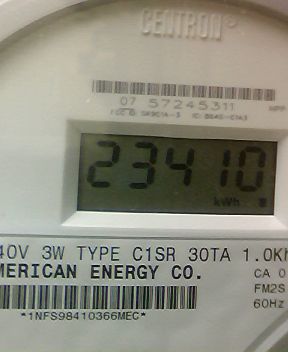 CENTRON®
07 57245311
23410
kWh
40V 3W TYPE C1SR 30TA 1.0Kh
MERICAN ENERGY CO.
CA 0
FM2S
60Hz
*1NFS98410366MEC*